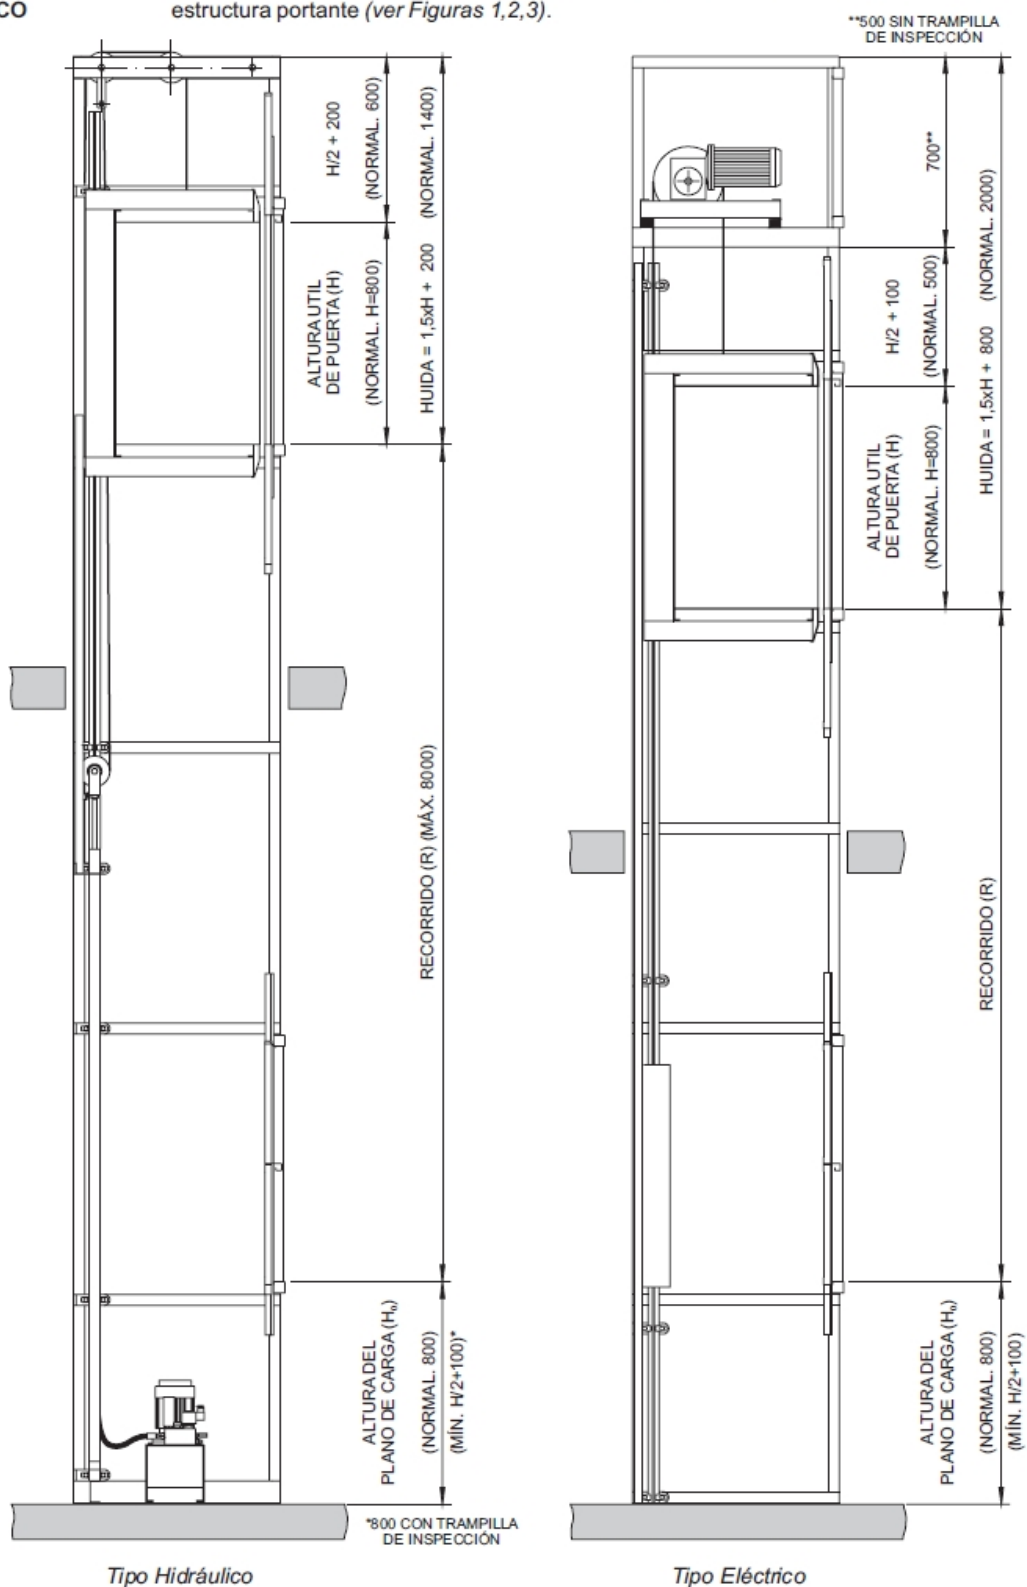 CO
estructura portante (ver Figuras 1,2,3).
**500 SIN TRAMPILLA
DE INSPECCIÓN
H/2 + 200
(NORMAL. 600)
ALTURA UTIL
DE PUERTA (H)
(NORMAL. H=800)
HUIDA = 1,5xH + 200 (NORMAL. 1400)
RECORRIDO (R) (MÁX. 8000)
ALTURA DEL
PLANO DE CARGA (Hₒ)
(NORMAL. 800)
(MÍN. H/2+100)*
*800 CON TRAMPILLA
DE INSPECCIÓN
Tipo Hidráulico
700**
H/2 + 100
(NORMAL. 500)
ALTURA UTIL
DE PUERTA (H)
(NORMAL. H=800)
HUIDA = 1,5xH + 800 (NORMAL. 2000)
RECORRIDO (R)
ALTURA DEL
PLANO DE CARGA (Hₒ)
(NORMAL. 800)
(MÍN. H/2+100)
Tipo Eléctrico